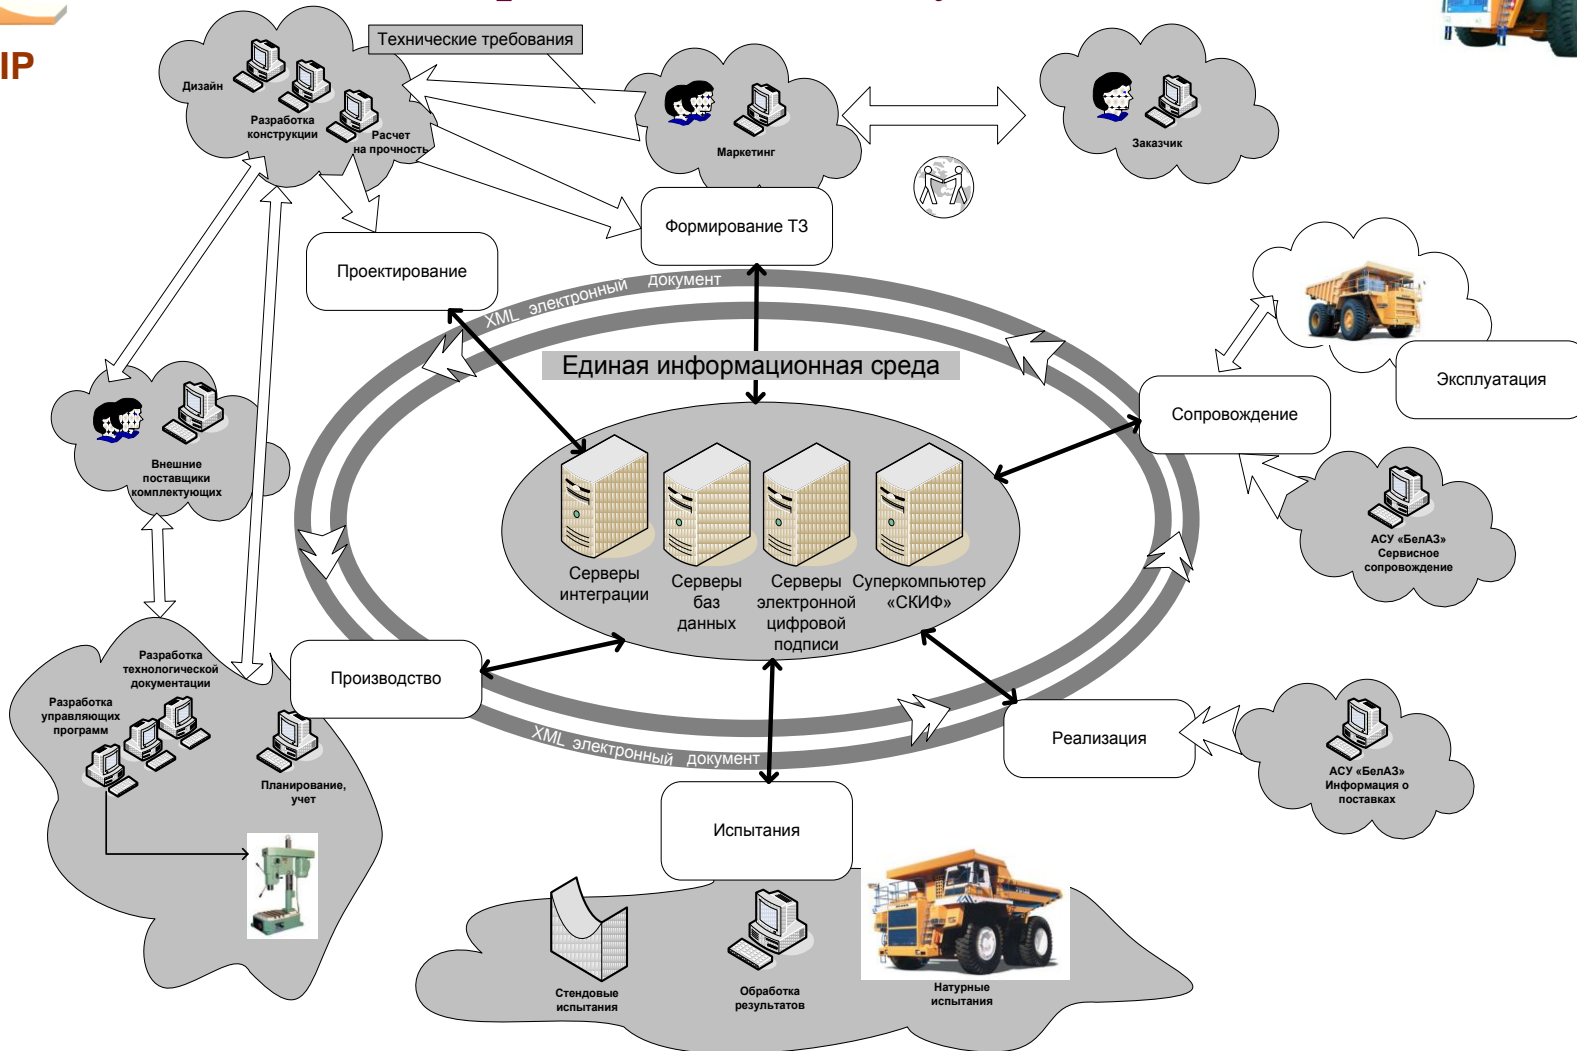 IP
Технические требования
Дизайн
Разработка
конструкции
Расчет
на прочность
Маркетинг
Заказчик
Формирование ТЗ
Проектирование
XML электронный документ
Единая информационная среда
Эксплуатация
Сопровождение
Внешние
поставщики
комплектующих
АСУ «БелАЗ»
Сервисное
сопровождение
Серверы
интеграции
Серверы
баз
данных
Серверы
электронной
цифровой
подписи
Суперкомпьютер
«СКИФ»
Разработка
технологической
документации
Разработка
управляющих
программ
Планирование,
учет
Производство
XML электронный документ
Реализация
АСУ «БелАЗ»
Информация о
поставках
Испытания
Стендовые
испытания
Обработка
результатов
Натурные
испытания